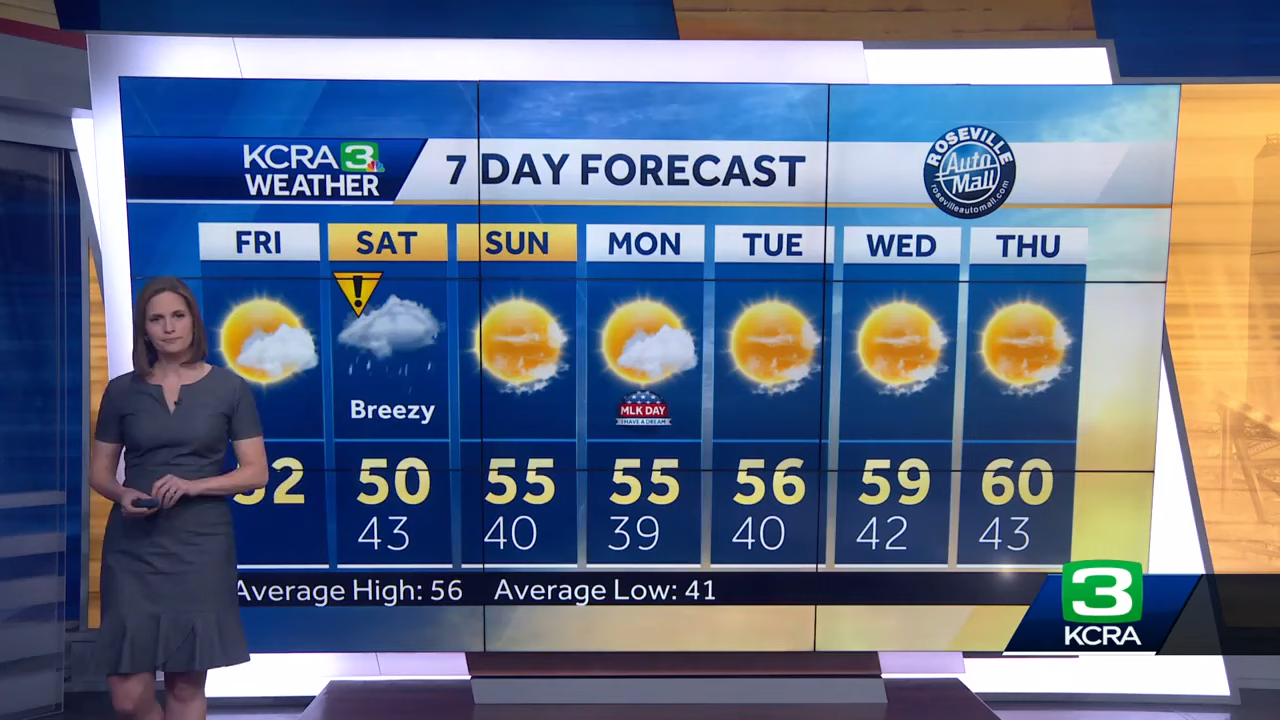 KCRA 3
WEATHER
7 DAY FORECAST
ROSEVILLE
Auto
Mall
rosevilleautomall.com
FRI
SAT
SUN
MON
TUE
WED
THU
!
Breezy
MLK DAY
I HAVE A DREAM
50
55
55
56
59
60
43
40
39
40
42
43
Average High: 56
Average Low: 41
3
KCRA